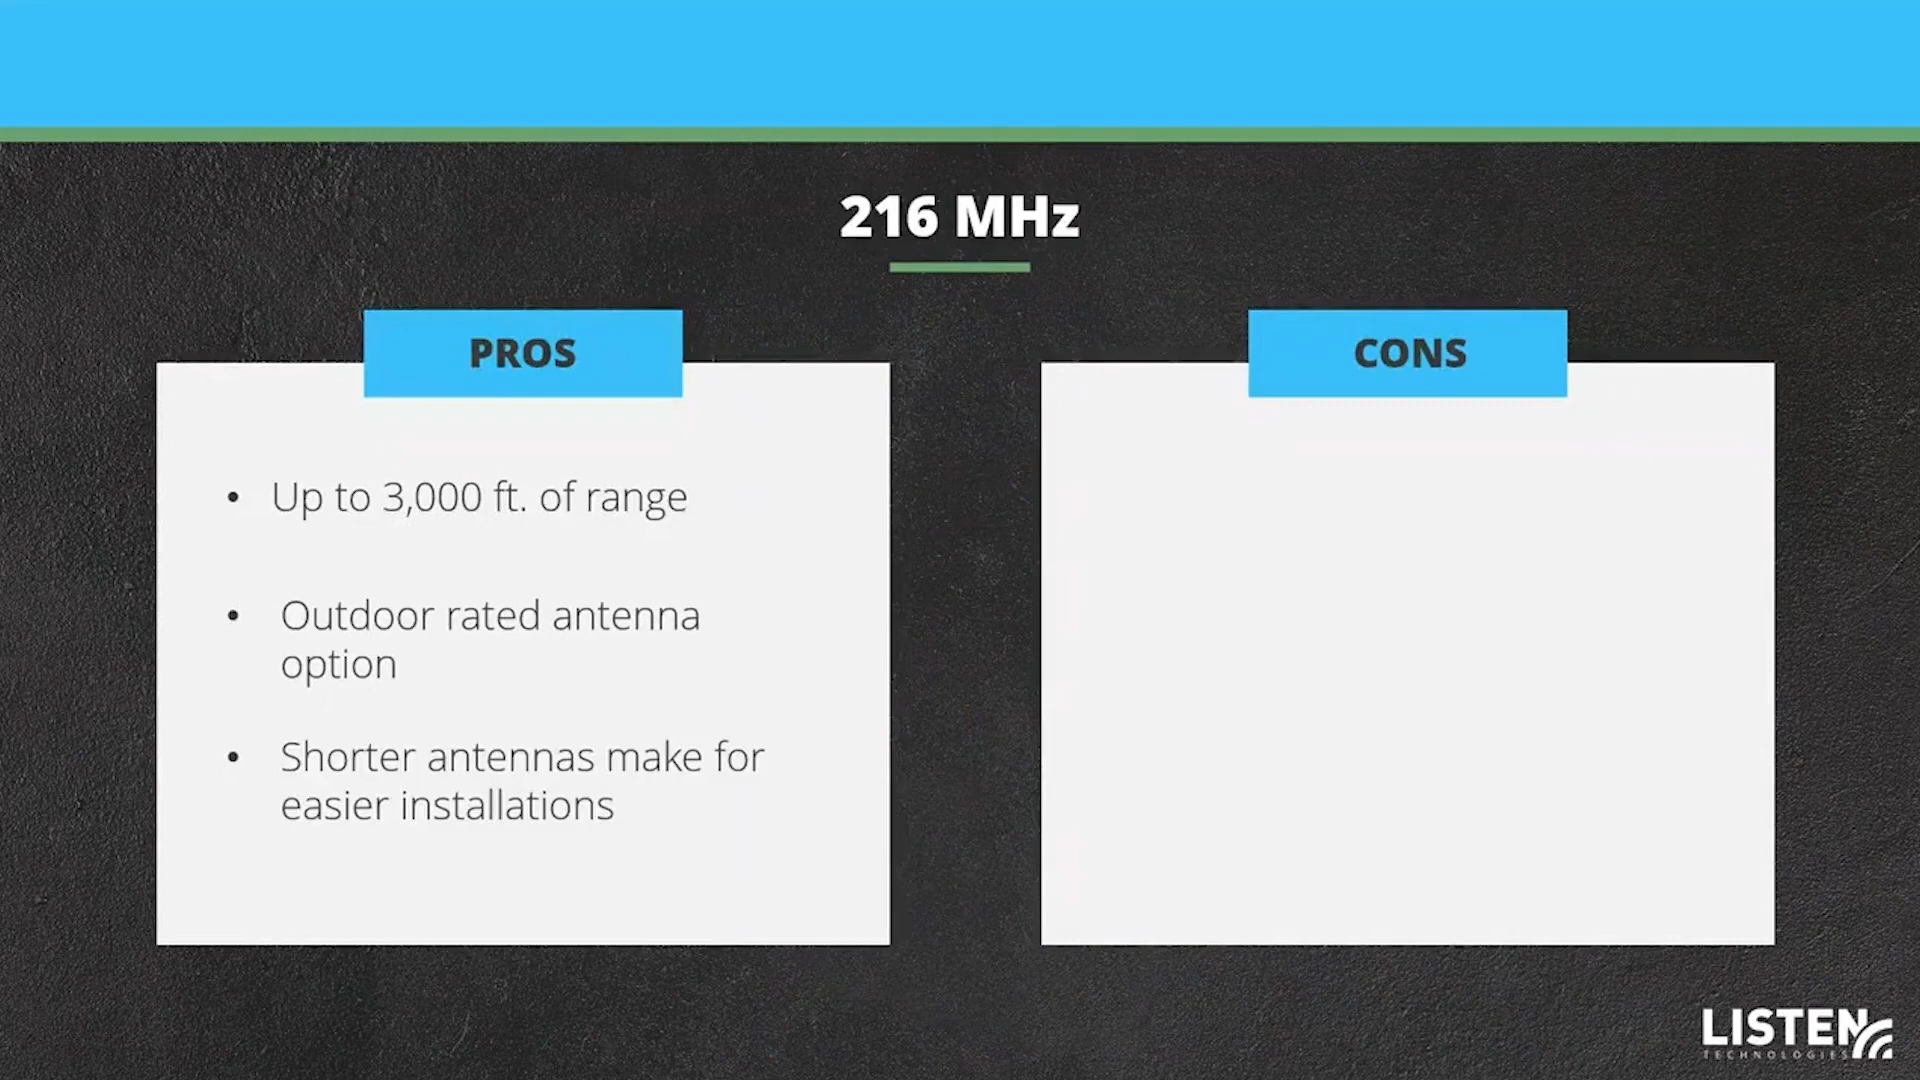 216 MHz
PROS
• Up to 3,000 ft. of range
• Outdoor rated antenna
option
• Shorter antennas make for
easier installations
CONS
LISTEN
TECHNOLOGIES